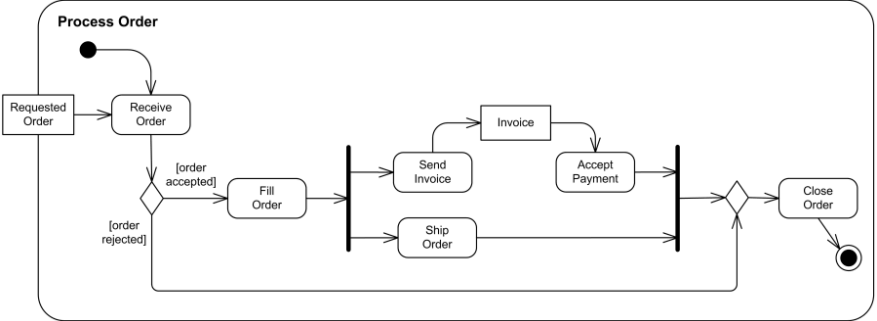 Process Order
Requested
Order
Receive
Order
[order
accepted]
[order
rejected]
Fill
Order
Send
Invoice
Invoice
Accept
Payment
Ship
Order
Close
Order